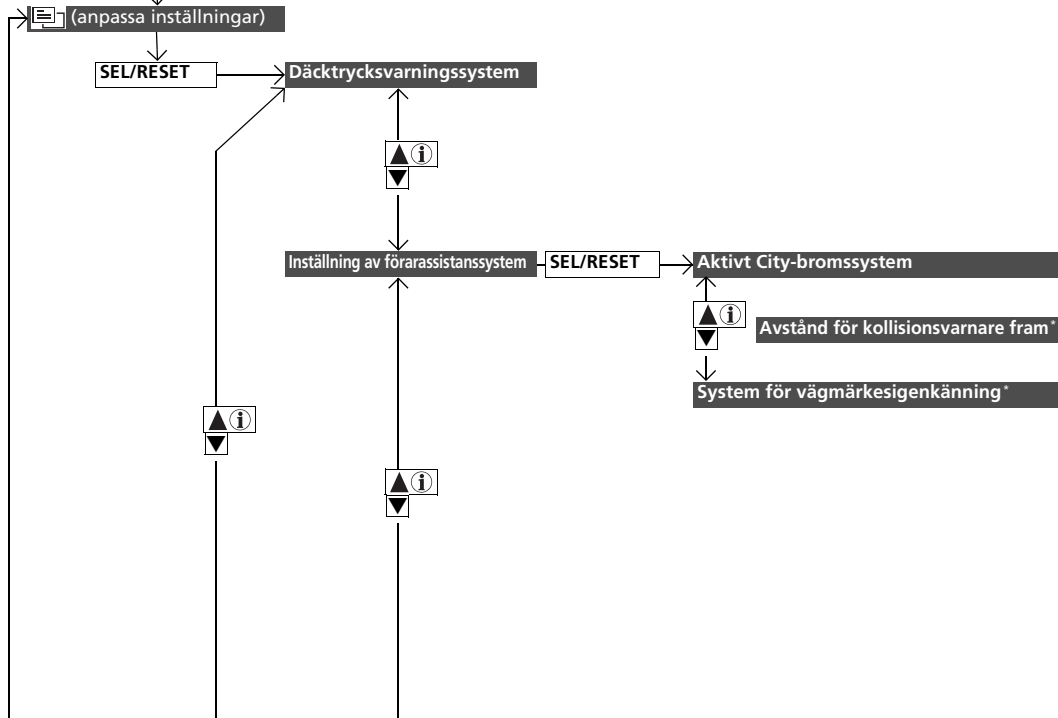 (anpassa inställningar)
SEL/RESET
Däcktrycksvarningssystem
▲ i
▼
Inställning av förarassistanssystem
SEL/RESET
Aktivt City-bromssystem
▲ i
▼
Avstånd för kollisionsvarnare fram*
System för vägmärkesigenkänning*
▲ i
▼
▲ i
▼